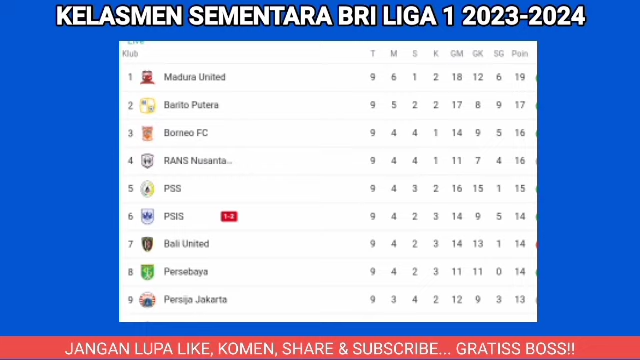 KELASMEN SEMENTARA BRI LIGA 1 2023-2024
Live
Klub T M S K GM GK SG Poin
1 Madura United 9 6 1 2 18 12 6 19
2 Barito Putera 9 5 2 2 17 8 9 17
3 Borneo FC 9 4 4 1 14 9 5 16
4 RANS Nusanta... 9 4 4 1 11 7 4 16
5 PSS 9 4 3 2 16 15 1 15
6 PSIS 1-2 9 4 2 3 14 9 5 14
7 Bali United 9 4 2 3 14 13 1 14
8 Persebaya 9 4 2 3 11 11 0 14
9 Persija Jakarta 9 3 4 2 12 9 3 13
JANGAN LUPA LIKE, KOMEN, SHARE & SUBSCRIBE... GRATISS BOSS!!